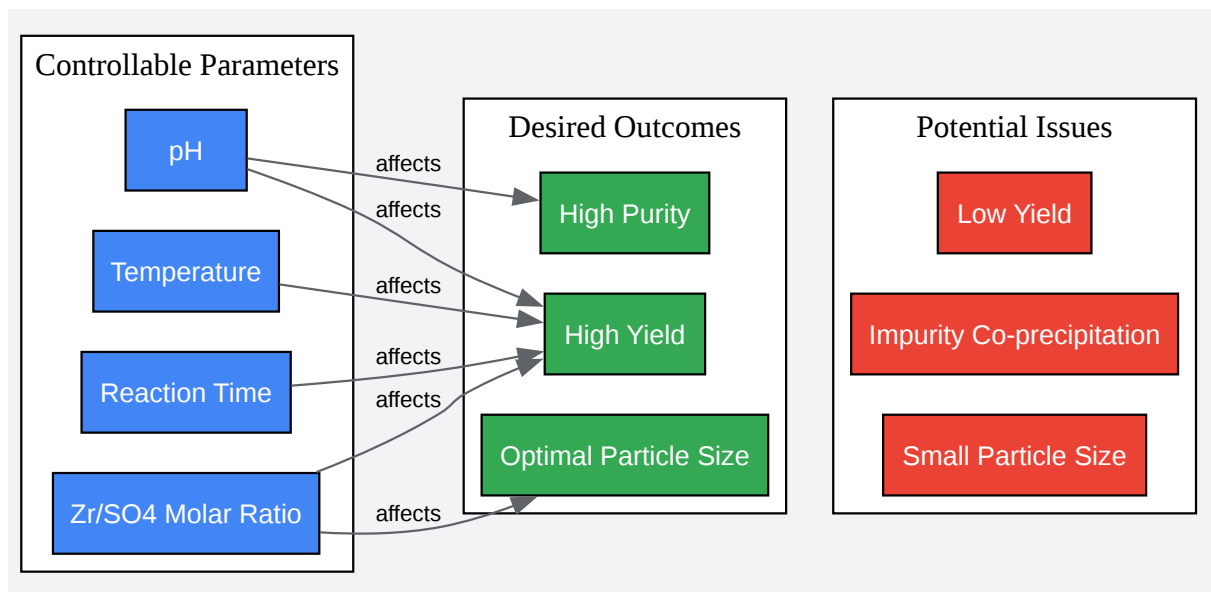 Controllable Parameters
pH
Temperature
Reaction Time
Zr/SO4 Molar Ratio
affects
affects
affects
affects
affects
affects
Desired Outcomes
High Purity
High Yield
Optimal Particle Size
Potential Issues
Low Yield
Impurity Co-precipitation
Small Particle Size